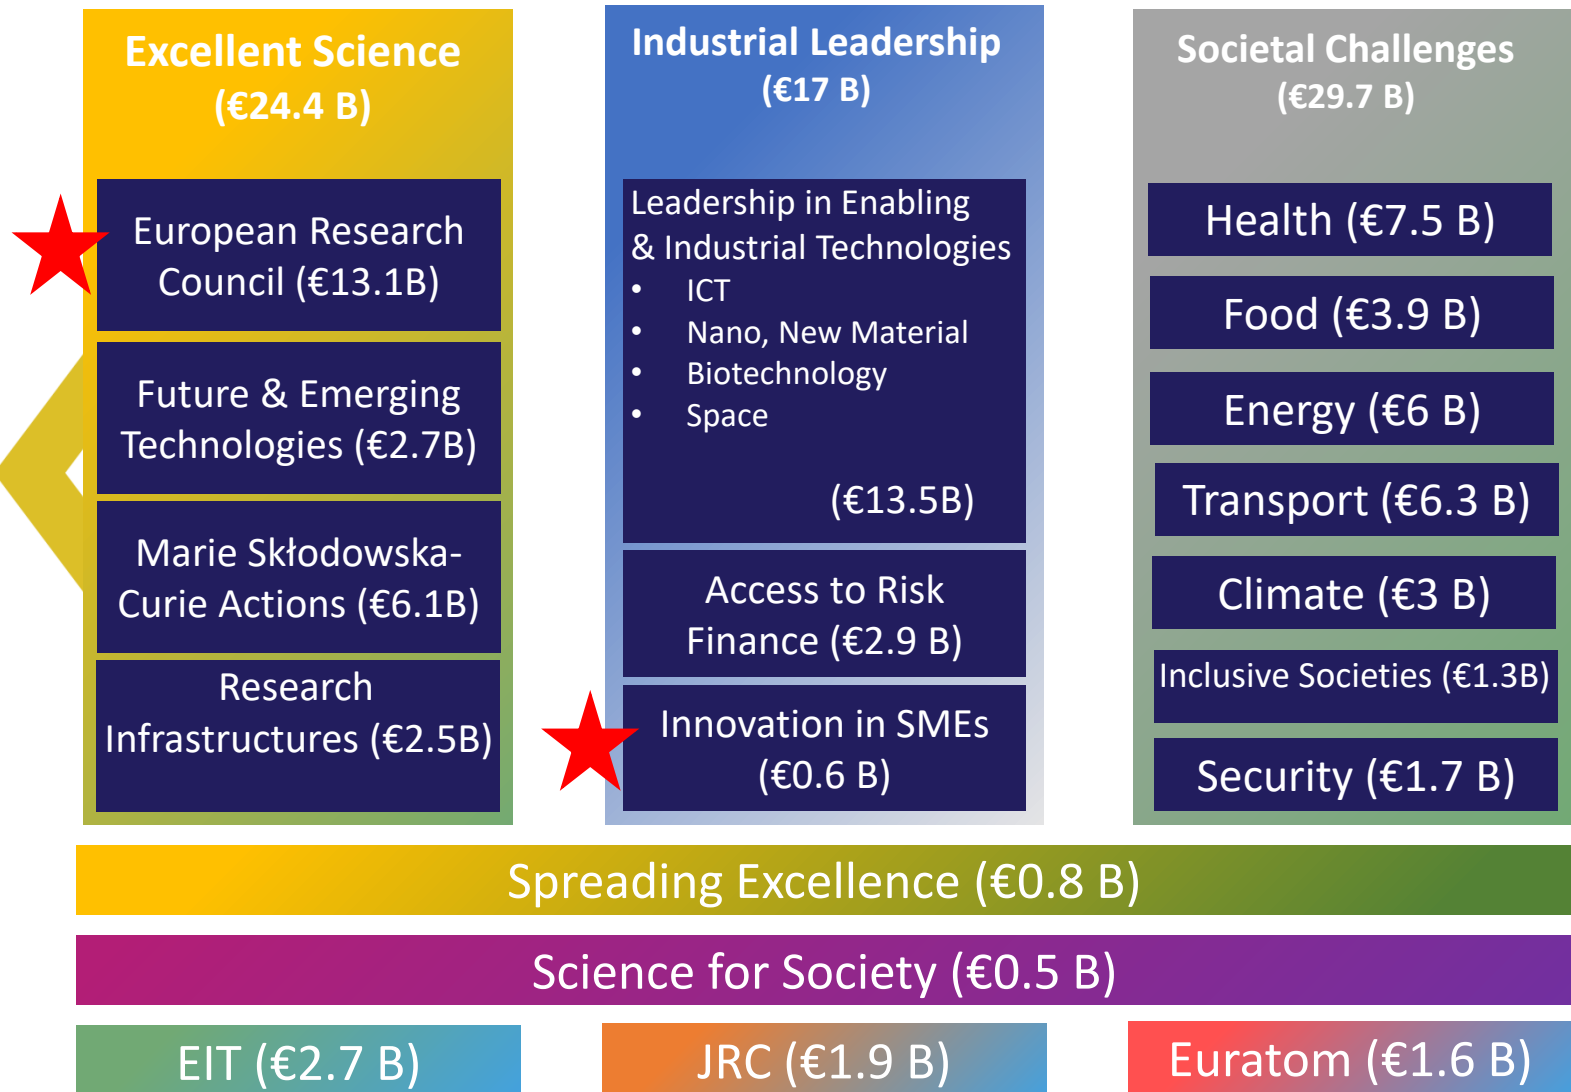 Excellent Science
(€24.4 B)
European Research
Council (€13.1B)
Future & Emerging
Technologies (€2.7B)
Marie Skłodowska-
Curie Actions (€6.1B)
Research
Infrastructures (€2.5B)
Industrial Leadership
(€17 B)
Leadership in Enabling
& Industrial Technologies
• ICT
• Nano, New Material
• Biotechnology
• Space
(€13.5B)
Access to Risk
Finance (€2.9 B)
Innovation in SMEs
(€0.6 B)
Societal Challenges
(€29.7 B)
Health (€7.5 B)
Food (€3.9 B)
Energy (€6 B)
Transport (€6.3 B)
Climate (€3 B)
Inclusive Societies (€1.3B)
Security (€1.7 B)
Spreading Excellence (€0.8 B)
Science for Society (€0.5 B)
EIT (€2.7 B)
JRC (€1.9 B)
Euratom (€1.6 B)